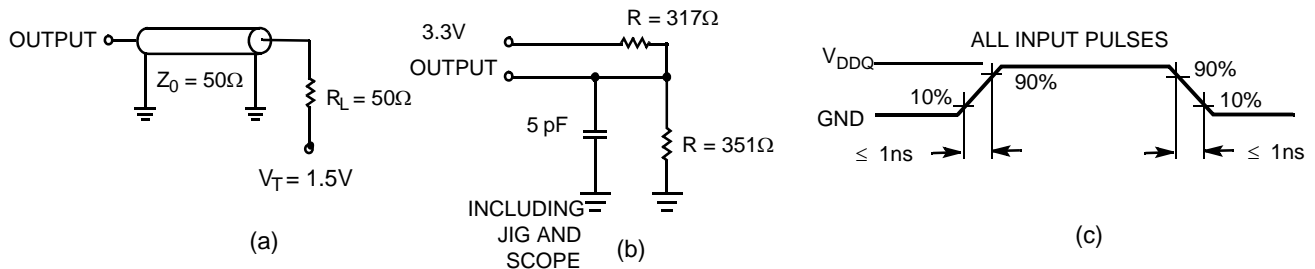 OUTPUT
Z0 = 50Ω
RL = 50Ω
VT = 1.5V
(a)
R = 317Ω
3.3V
OUTPUT
5 pF
R = 351Ω
INCLUDING
JIG AND
SCOPE
(b)
ALL INPUT PULSES
VDDQ
90%
10%
90%
10%
GND
≤ 1ns
≤ 1ns
(c)